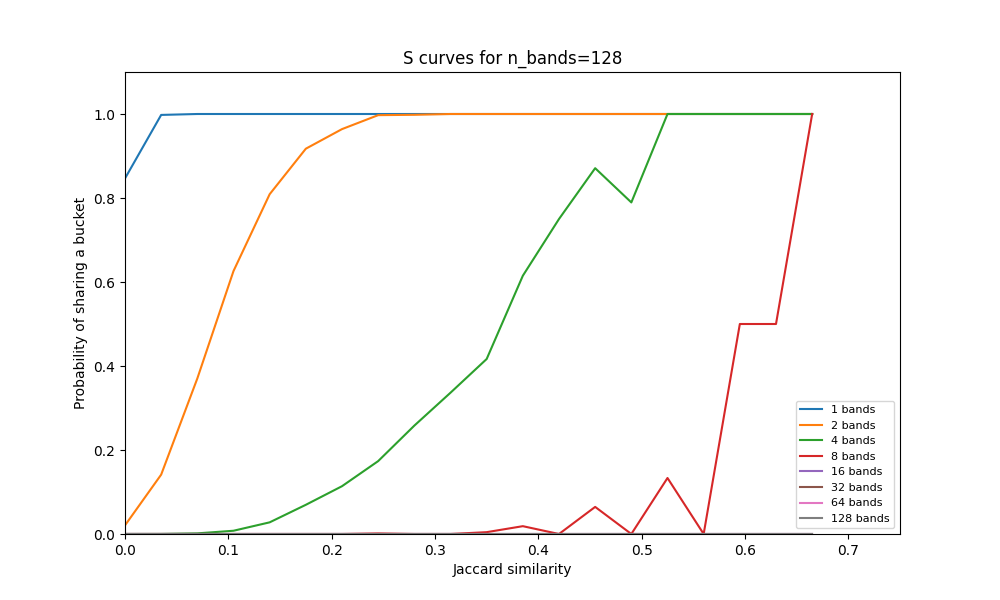 S curves for n_bands=128
Probability of sharing a bucket
1.0
0.8
0.6
0.4
0.2
0.0
0.0 0.1 0.2 0.3 0.4 0.5 0.6 0.7
Jaccard similarity
1 bands
2 bands
4 bands
8 bands
16 bands
32 bands
64 bands
128 bands